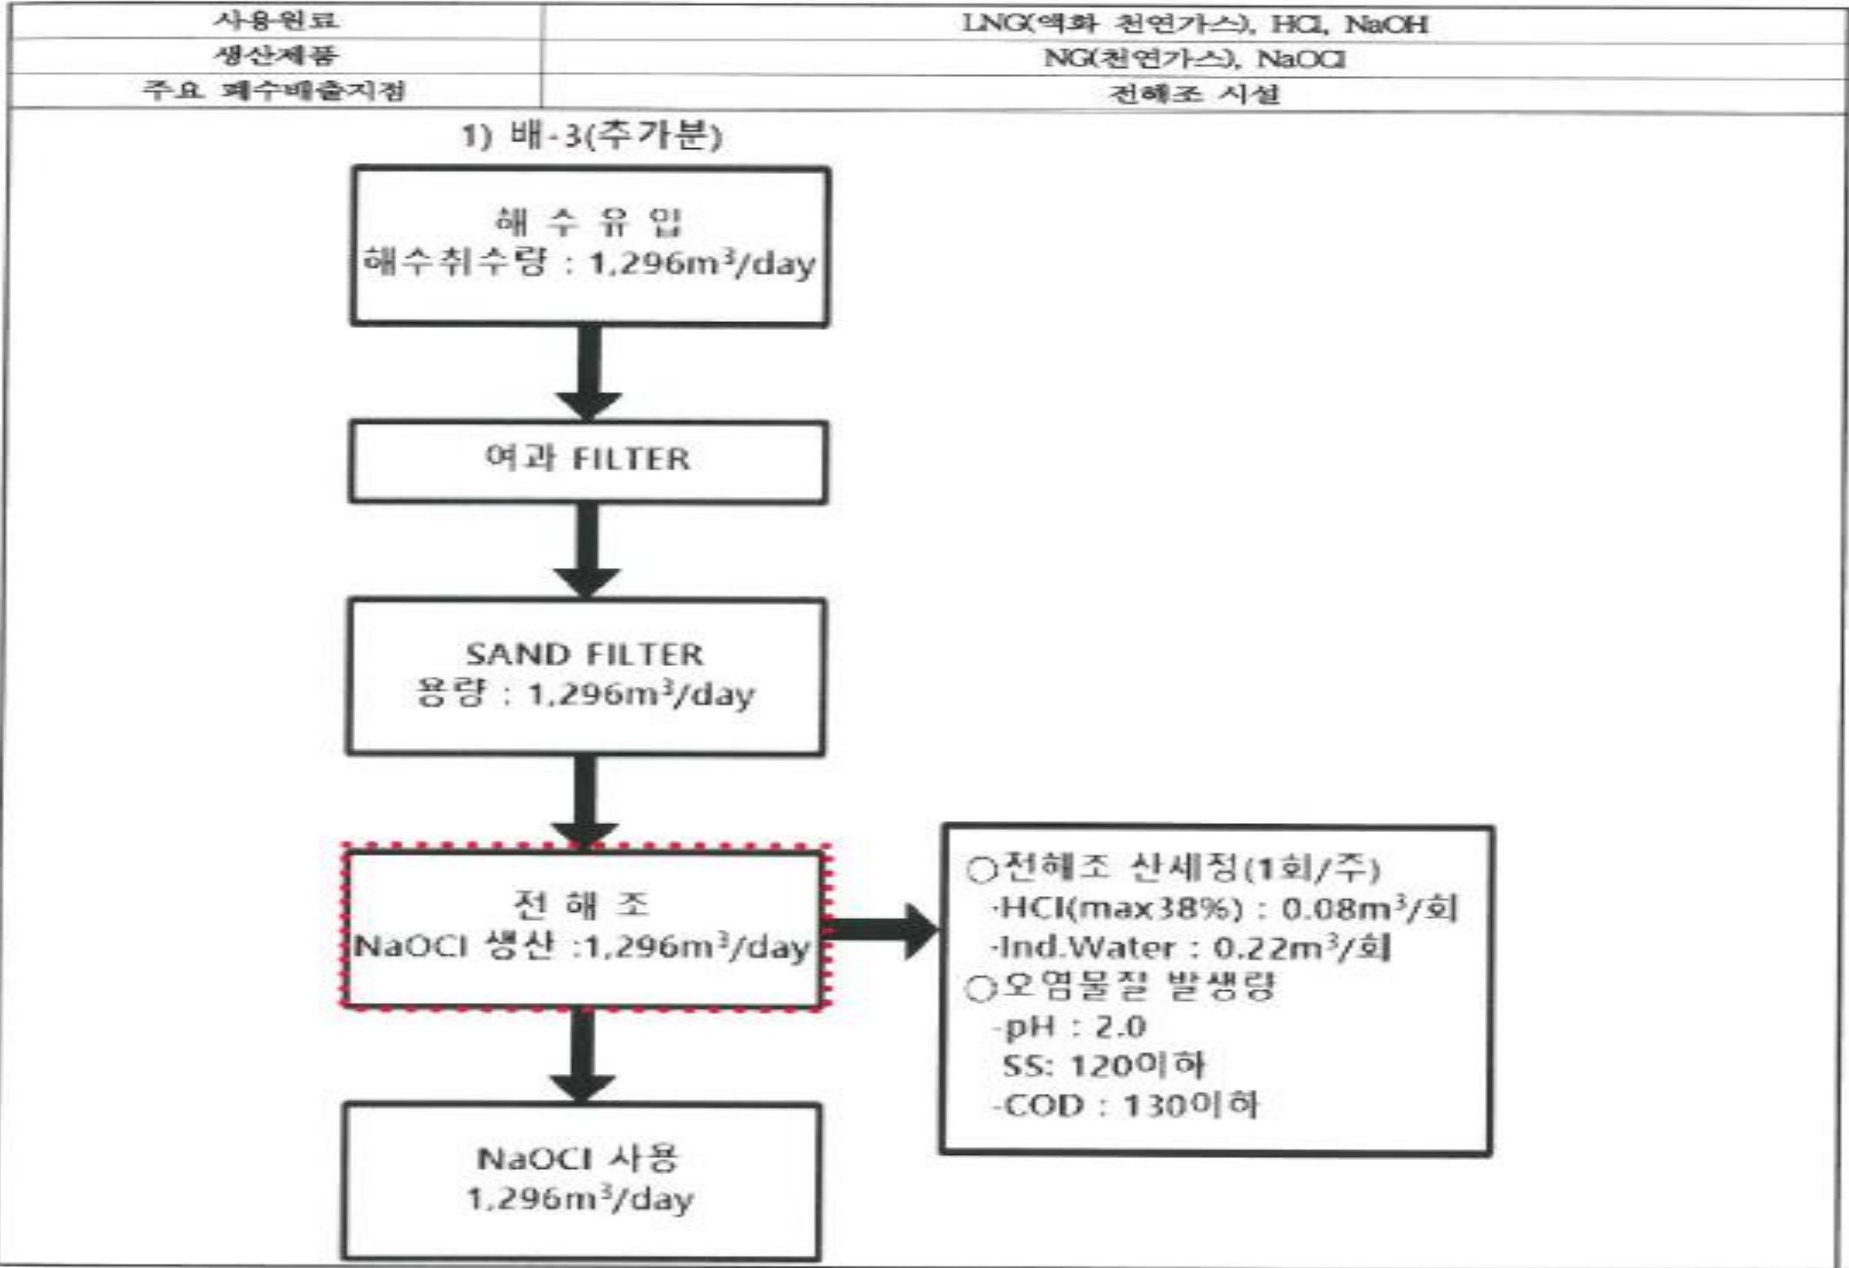 사용원료 LNG(액화 천연가스), HCl, NaOH
생산제품 NG(천연가스), NaOCl
주요 폐수배출지점 전해조 시설
1) 배-3(추가분)
해 수 유 입
해수취수량 : 1,296m³/day
여과 FILTER
SAND FILTER
용량 : 1,296m³/day
전 해 조
NaOCl 생산 :1,296m³/day
○전해조 산세정(1회/주)
·HCl(max38%) : 0.08m³/회
·Ind.Water : 0.22m³/회
○오염물질 발생량
-pH : 2.0
SS: 120이하
-COD : 130이하
NaOCl 사용
1,296m³/day